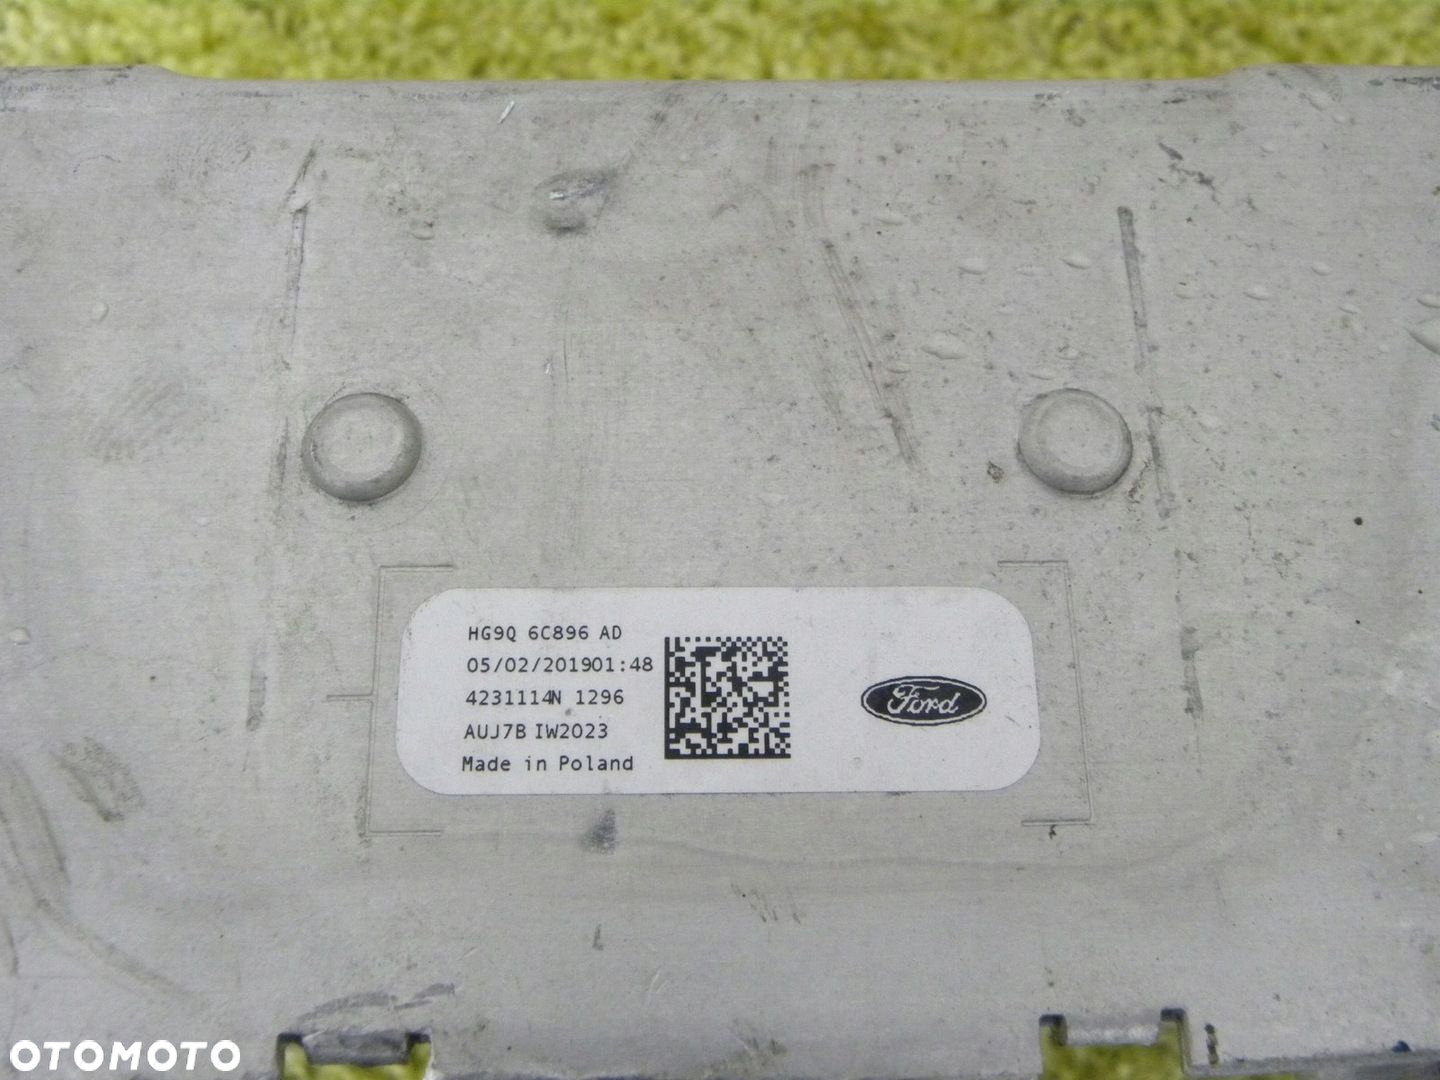 HG9Q 6C896 AD
05/02/201901:48
4231114N 1296
AUJ7B IW2023
Made in Poland
Ford
OTOMOTO